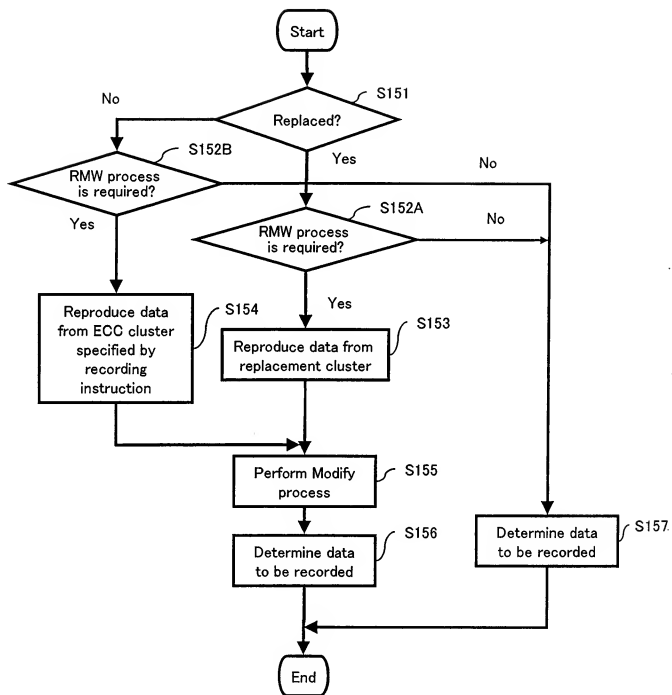 Start
S151
No
Replaced?
S152B
Yes
No
RMW process
is required?
S152A
Yes
RMW process
is required?
No
Reproduce data
from ECC cluster
specified by
recording
instruction
S154
Yes
S153
Reproduce data from
replacement cluster
Perform Modify
process
S155
S156
Determine data
to be recorded
Determine data
to be recorded
S157
End